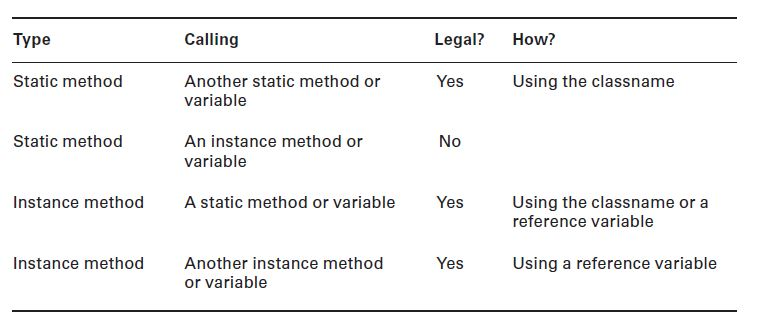 Type Calling Legal? How?
Static method Another static method or variable Yes Using the classname
Static method An instance method or variable No
Instance method A static method or variable Yes Using the classname or a reference variable
Instance method Another instance method or variable Yes Using a reference variable